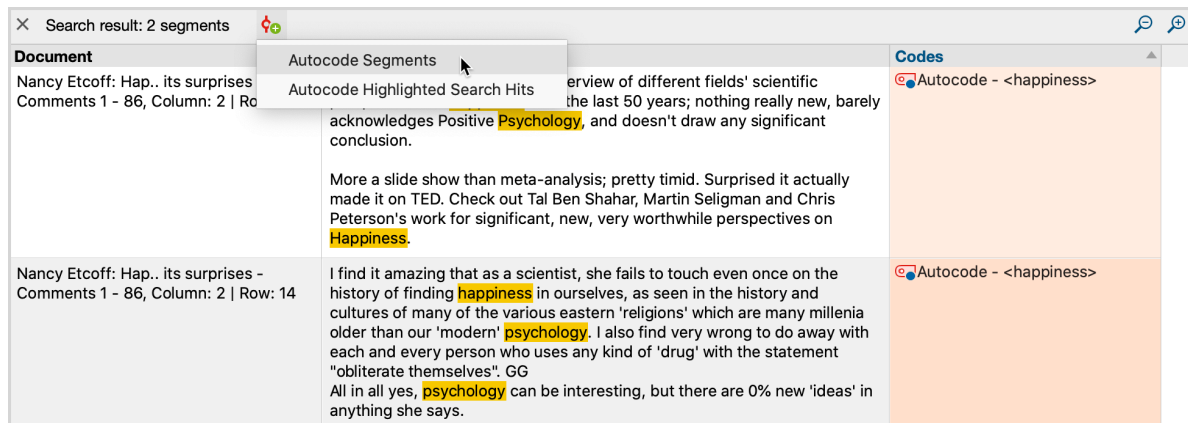 Search result: 2 segments
Autocode Segments
Autocode Highlighted Search Hits
Document
Codes
Nancy Etcoff: Hap.. its surprises
Comments 1 - 86, Column: 2 | Ro
erview of different fields' scientific
the last 50 years; nothing really new, barely
acknowledges Positive Psychology, and doesn't draw any significant
conclusion.
More a slide show than meta-analysis; pretty timid. Surprised it actually
made it on TED. Check out Tal Ben Shahar, Martin Seligman and Chris
Peterson's work for significant, new, very worthwhile perspectives on
Happiness.
Autocode - <happiness>
Nancy Etcoff: Hap.. its surprises -
Comments 1 - 86, Column: 2 | Row: 14
I find it amazing that as a scientist, she fails to touch even once on the
history of finding happiness in ourselves, as seen in the history and
cultures of many of the various eastern 'religions' which are many millenia
older than our 'modern' psychology. I also find very wrong to do away with
each and every person who uses any kind of 'drug' with the statement
"obliterate themselves". GG
All in all yes, psychology can be interesting, but there are 0% new 'ideas' in
anything she says.
Autocode - <happiness>